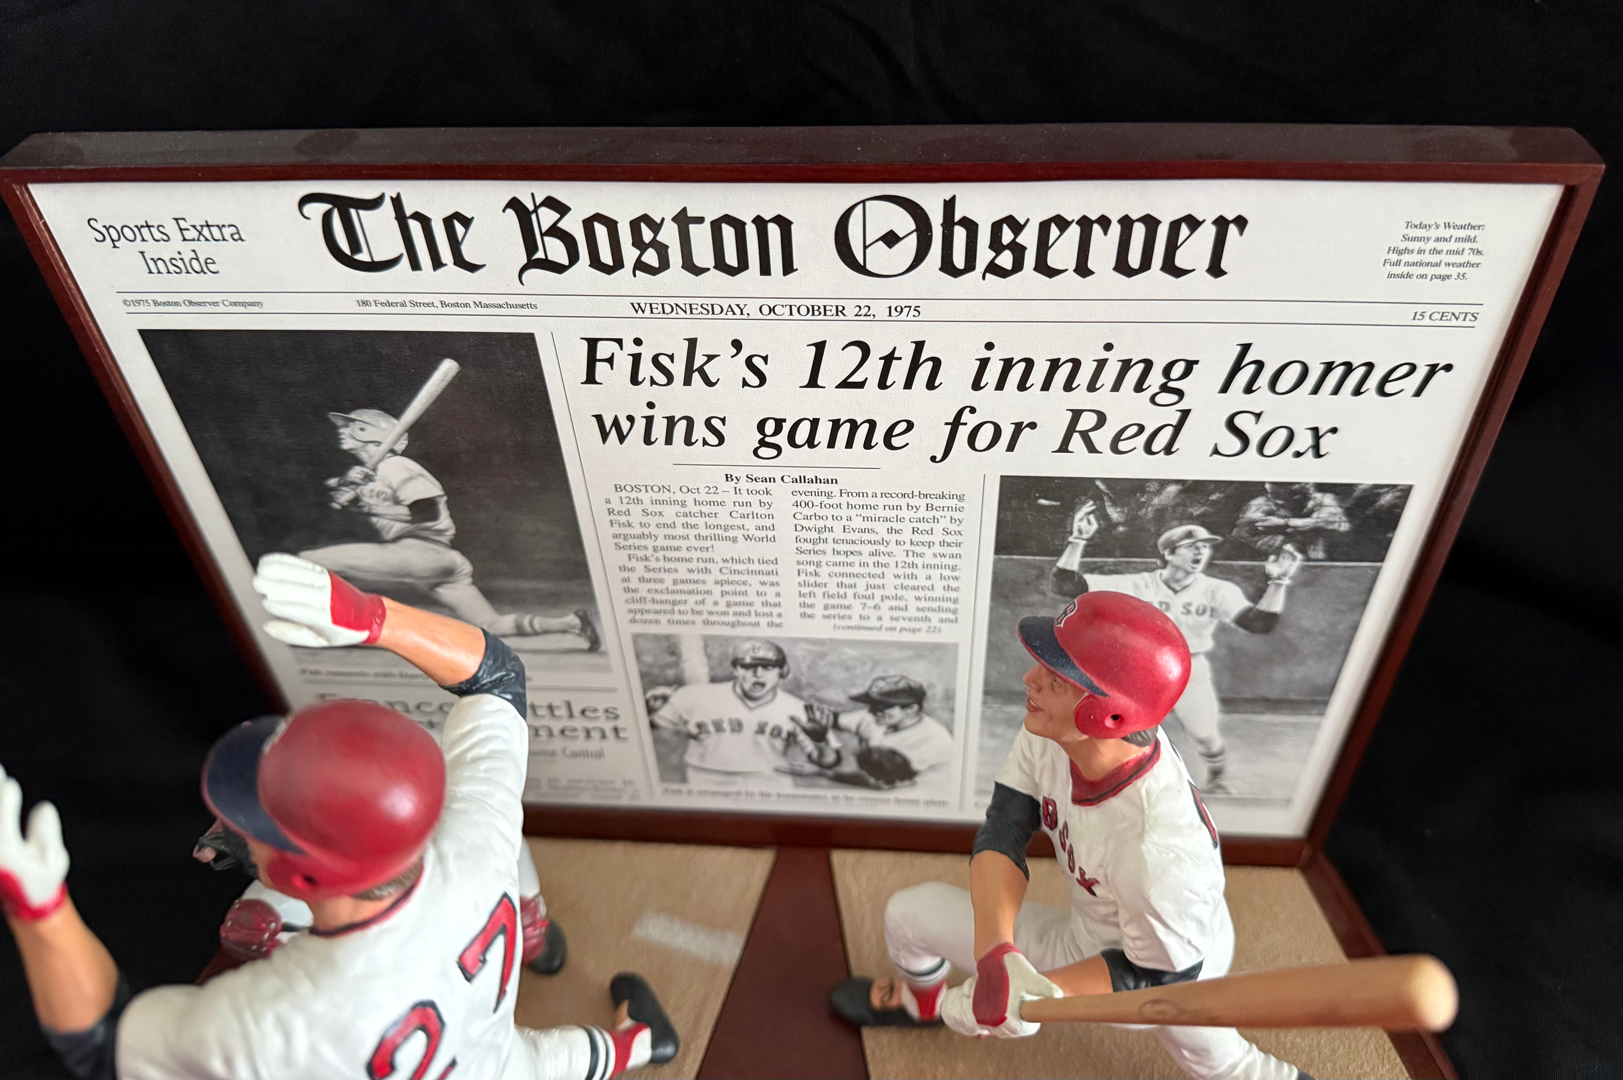 Sports Extra
Inside
The Boston Observer
Today's Weather:
Sunny and mild.
Highs in the mid 70s.
Full national weather
inside on page 35.
©1975 Boston Observer Company
180 Federal Street, Boston Massachusetts
WEDNESDAY, OCTOBER 22, 1975
15 CENTS
Fisk's 12th inning homer
wins game for Red Sox
By Sean Callahan
BOSTON, Oct 22 – It took
a 12th inning home run by
Red Sox catcher Carlton
Fisk to end the longest, and
arguably most thrilling World
Series game ever!
Fisk's home run, which tied
the Series with Cincinnati
at three games apiece, was
the exclamation point to a
cliff-hanger of a game that
appeared to be won and lost a
dozen times throughout the
evening. From a record-breaking
400-foot home run by Bernie
Carbo to a "miracle catch" by
Dwight Evans, the Red Sox
fought tenaciously to keep their
Series hopes alive. The swan
song came in the 12th inning.
Fisk connected with a low
slider that just cleared the
left field foul pole, winning
the game 7–6 and sending
the series to a seventh and
(continued on page 22)
D SOX
RED SOX
Control
27